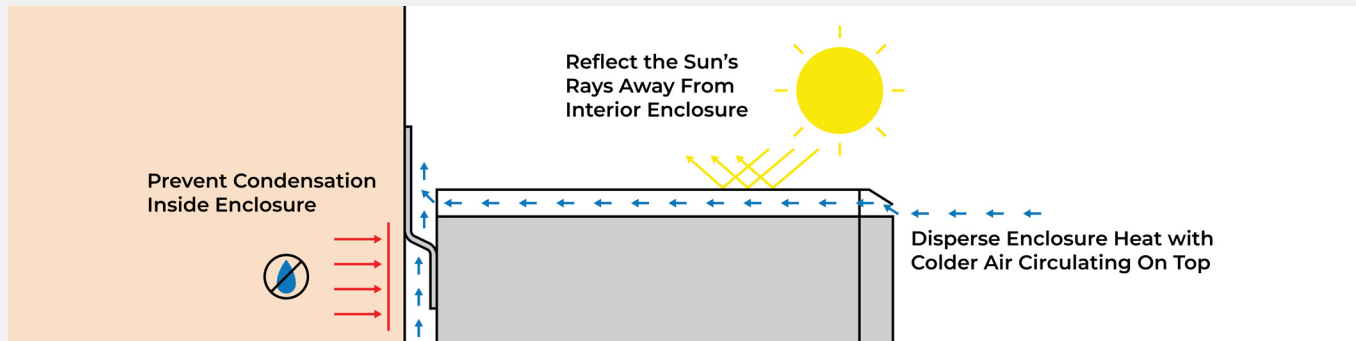 Reflect the Sun's
Rays Away From
Interior Enclosure
Prevent Condensation
Inside Enclosure
Disperse Enclosure Heat with
Colder Air Circulating On Top